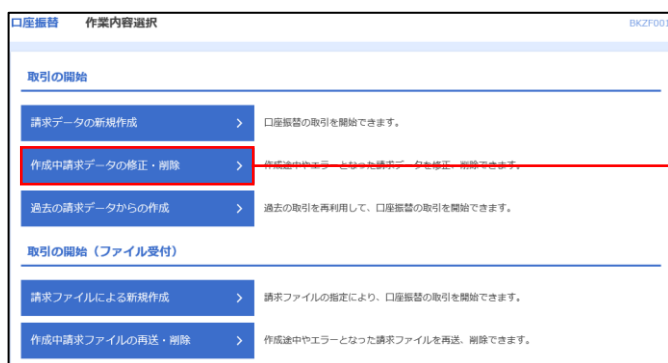 口座振替 作業内容選択 BKZF001
取引の開始
請求データの新規作成 口座振替の取引を開始できます。
作成中請求データの修正・削除 作成途中やエラーとなった請求データを修正、削除できます。
過去の請求データからの作成 過去の取引を再利用して、口座振替の取引を開始できます。
取引の開始（ファイル受付）
請求ファイルによる新規作成 請求ファイルの指定により、口座振替の取引を開始できます。
作成中請求ファイルの再送・削除 作成途中やエラーとなった請求ファイルを再送、削除できます。